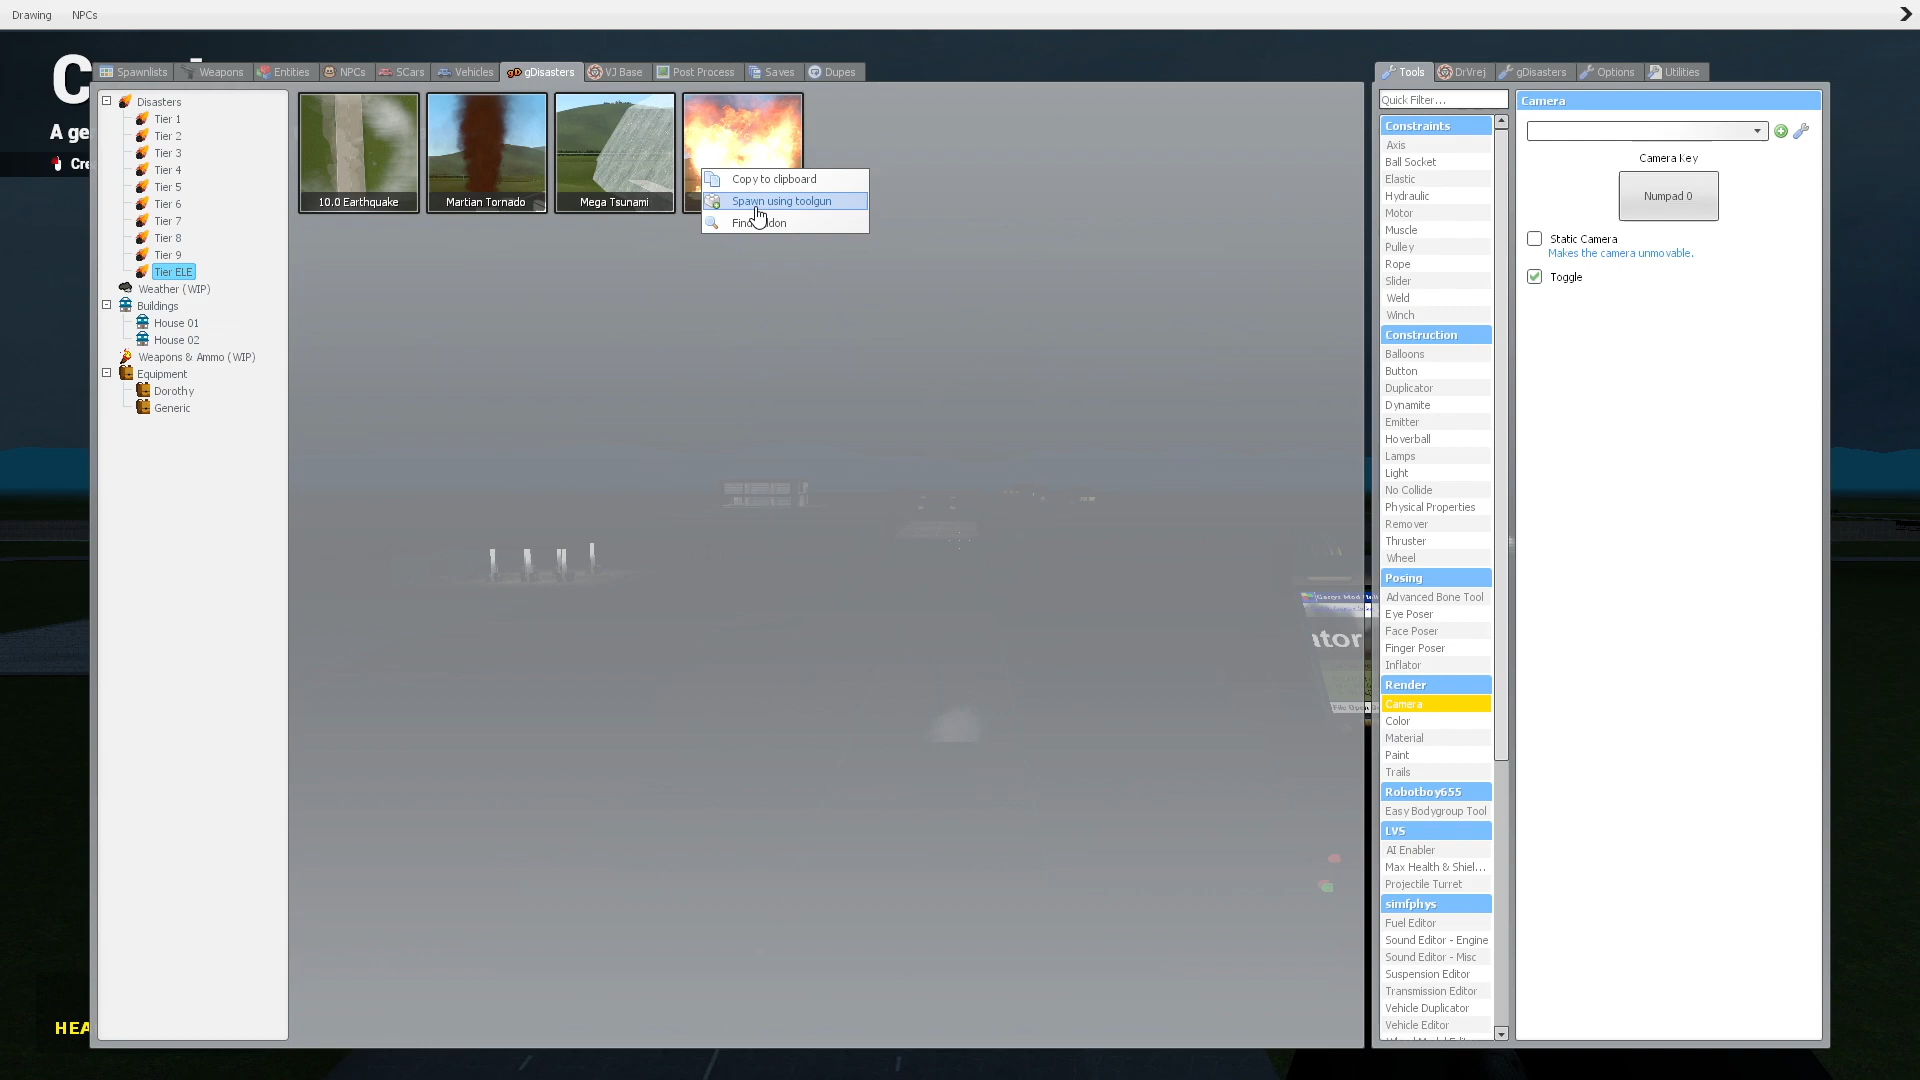 Drawing NPCs
C
A ge
Cre
Spawnlists Weapons Entities NPCs SCars Vehicles gDisasters VJ Base Post Process Saves Dupes
Disasters
Tier 1
Tier 2
Tier 3
Tier 4
Tier 5
Tier 6
Tier 7
Tier 8
Tier 9
Tier ELE
Weather (WIP)
Buildings
House 01
House 02
Weapons & Ammo (WIP)
Equipment
Dorothy
Generic
10.0 Earthquake
Martian Tornado
Mega Tsunami
Copy to clipboard
Spawn using toolgun
ator
HEA
Tools DrVrej gDisasters Options Utilities
Quick Filter...
Constraints
Axis
Ball Socket
Elastic
Hydraulic
Motor
Muscle
Pulley
Rope
Slider
Weld
Winch
Construction
Balloons
Button
Duplicator
Dynamite
Emitter
Hoverball
Lamps
Light
No Collide
Physical Properties
Remover
Thruster
Wheel
Posing
Advanced Bone Tool
Eye Poser
Face Poser
Finger Poser
Inflator
Render
Camera
Color
Material
Paint
Trails
Robotboy655
Easy Bodygroup Tool
LVS
AI Enabler
Max Health & Shiel...
Projectile Turret
simfphys
Fuel Editor
Sound Editor - Engine
Sound Editor - Misc
Suspension Editor
Transmission Editor
Vehicle Duplicator
Vehicle Editor
Camera
Camera Key
Numpad 0
Static Camera
Makes the camera unmovable.
Toggle